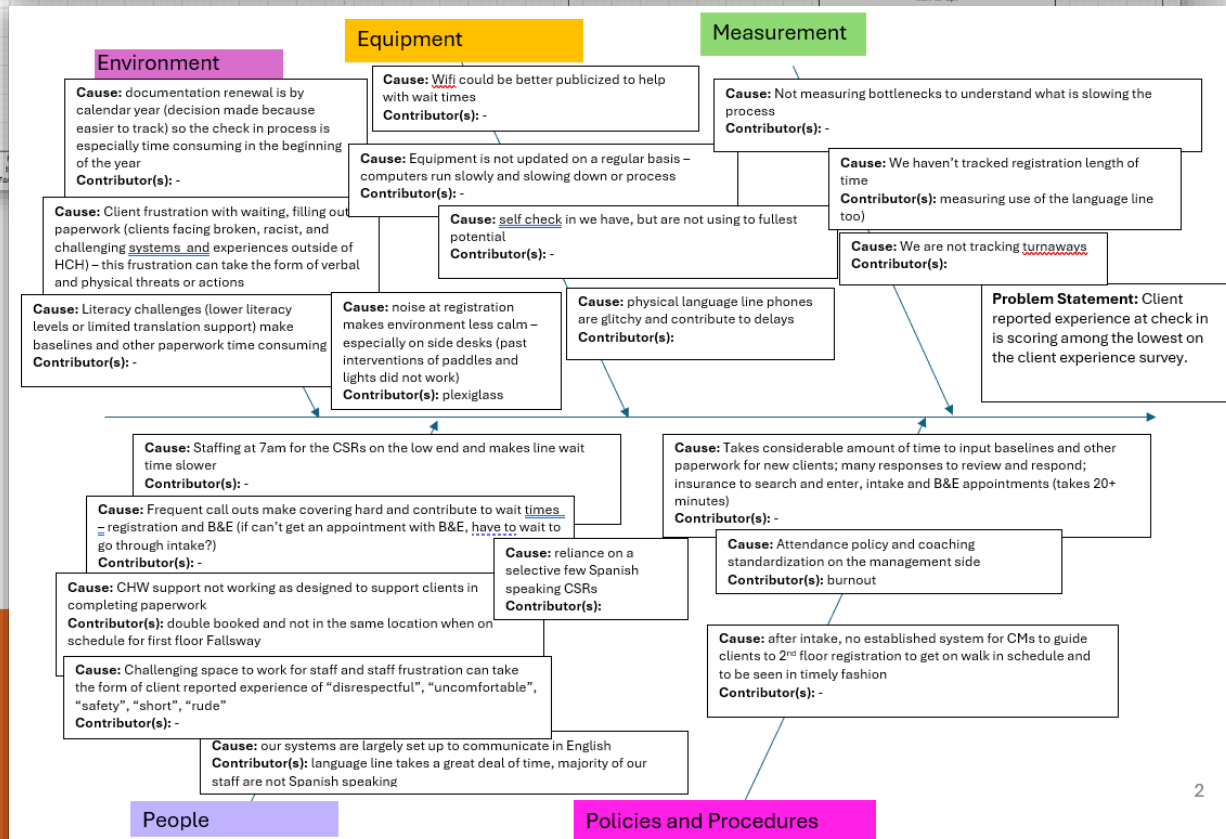 Environment
Equipment
Measurement
Cause: documentation renewal is by
calendar year (decision made because
easier to track) so the check in process is
especially time consuming in the beginning
of the year
Contributor(s): -
Cause: Client frustration with waiting, filling out
paperwork (clients facing broken, racist, and
challenging systems and experiences outside of
HCH) – this frustration can take the form of verbal
and physical threats or actions
Cause: Literacy challenges (lower literacy
levels or limited translation support) make
baselines and other paperwork time consuming
Contributor(s): -
Cause: noise at registration
makes environment less calm –
especially on side desks (past
interventions of paddles and
lights did not work)
Contributor(s): plexiglass
Cause: Wifi could be better publicized to help
with wait times
Contributor(s): -
Cause: Equipment is not updated on a regular basis –
computers run slowly and slowing down or process
Contributor(s): -
Cause: self check in we have, but are not using to fullest
potential
Contributor(s): -
Cause: physical language line phones
are glitchy and contribute to delays
Contributor(s):
Cause: Not measuring bottlenecks to understand what is slowing the
process
Contributor(s): -
Cause: We haven't tracked registration length of
time
Contributor(s): measuring use of the language line
too)
Cause: We are not tracking turnaways
Contributor(s):
Problem Statement: Client
reported experience at check in
is scoring among the lowest on
the client experience survey.
Cause: Staffing at 7am for the CSRs on the low end and makes line wait
time slower
Contributor(s): -
Cause: Frequent call outs make covering hard and contribute to wait times
– registration and B&E (if can't get an appointment with B&E, have to wait to
go through intake?)
Contributor(s): -
Cause: reliance on a
selective few Spanish
speaking CSRs
Contributor(s):
Cause: CHW support not working as designed to support clients in
completing paperwork
Contributor(s): double booked and not in the same location when on
schedule for first floor Fallsway
Cause: Challenging space to work for staff and staff frustration can take
the form of client reported experience of “disrespectful”, “uncomfortable”,
“safety”, “short”, “rude”
Contributor(s): -
Cause: our systems are largely set up to communicate in English
Contributor(s): language line takes a great deal of time, majority of our
staff are not Spanish speaking
Cause: Takes considerable amount of time to input baselines and other
paperwork for new clients; many responses to review and respond;
insurance to search and enter, intake and B&E appointments (takes 20+
minutes)
Contributor(s): -
Cause: Attendance policy and coaching
standardization on the management side
Contributor(s): burnout
Cause: after intake, no established system for CMs to guide
clients to 2nd floor registration to get on walk in schedule and
to be seen in timely fashion
Contributor(s): -
People
Policies and Procedures
2